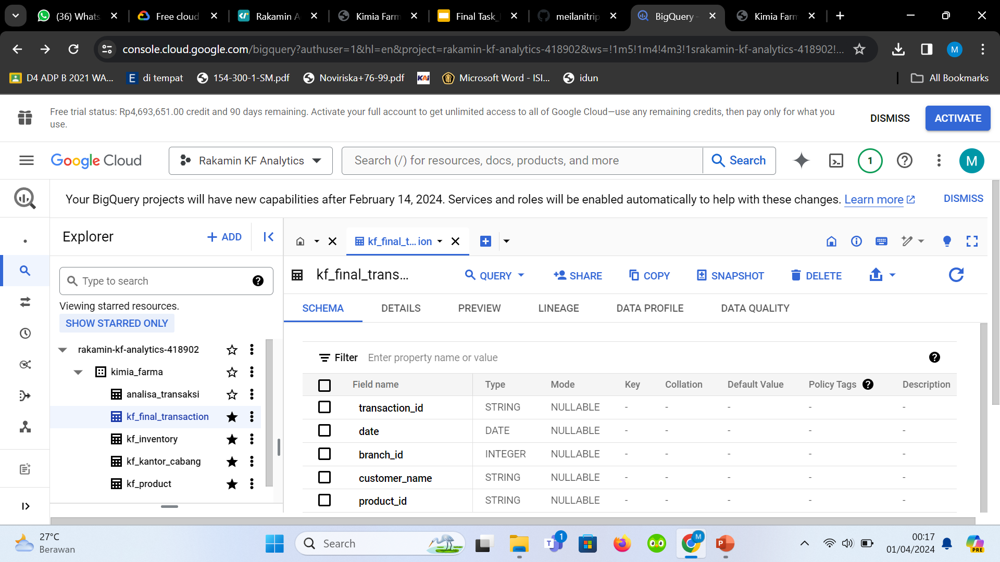 (36) Whats
Free cloud
Rakamin A
Kimia Farm
Final Task_
meilanitrip
BigQuery -
Kimia Farm
console.cloud.google.com/bigquery?authuser=1&hl=en&project=rakamin-kf-analytics-418902&ws=!1m5!1m4!4m3!1srakamin-kf-analytics-418902!...
M
D4 ADP B 2021 WA...
E di tempat
154-300-1-SM.pdf
Noviriska+76-99.pdf
KAI
Microsoft Word - ISI...
idun
All Bookmarks
Free trial status: Rp4,693,651.00 credit and 90 days remaining. Activate your full account to get unlimited access to all of Google Cloud—use any remaining credits, then pay only for what you
use.
DISMISS
ACTIVATE
Google Cloud
Rakamin KF Analytics
Search (/) for resources, docs, products, and more
Search
1
M
Your BigQuery projects will have new capabilities after February 14, 2024. Services and roles will be enabled automatically to help with these changes. Learn more
DISMISS
Explorer
+ ADD
kf_final_t... ion
Type to search
kf_final_trans...
QUERY
SHARE
COPY
SNAPSHOT
DELETE
Viewing starred resources.
SHOW STARRED ONLY
SCHEMA
DETAILS
PREVIEW
LINEAGE
DATA PROFILE
DATA QUALITY
rakamin-kf-analytics-418902
kimia_farma
analisa_transaksi
kf_final_transaction
kf_inventory
kf_kantor_cabang
kf_product
Filter Enter property name or value
Field name Type Mode Key Collation Default Value Policy Tags Description
transaction_id STRING NULLABLE - - - - -
date DATE NULLABLE - - - - -
branch_id INTEGER NULLABLE - - - - -
customer_name STRING NULLABLE - - - - -
product_id STRING NULLABLE - - - - -
27°C
Berawan
Search
T
1
M
P
00:17
01/04/2024
PRE